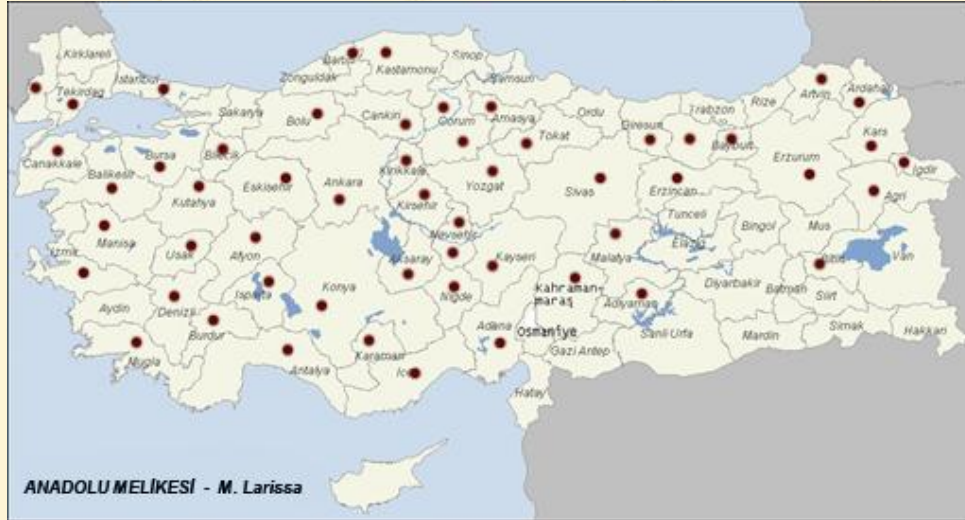 Kirklareli
Sinop
Bartin
Kastamonu
Zonguldak
Samsun
Istanbul
Tekirdag
Ardahan
Artvin
Rize
Trabzon
Ordu
Giresun
Sakarya
Bolu
Cankiri
Corum
Amasya
Tokat
Bayburt
Kars
Erzurum
Igdir
Canakkale
Bursa
Bilecik
Balikesir
Kutahya
Eskisehir
Ankara
Kirikkale
Yozgat
Sivas
Erzincan
Agri
Kirsehir
Tunceli
Bingol
Mus
Manisa
Usak
Afyon
Nevsehir
Elazig
Izmir
Aksaray
Kayseri
Malatya
Bitlis
Van
Isparta
Konya
Nigde
Kahraman-
maraş
Adiyaman
Diyarbakir
Batman
Siirt
Aydin
Denizli
Burdur
Adana
Osmaniye
Sanli-Urfa
Mardin
Sirnak
Hakkari
Mugla
Antalya
Karaman
Icel
Gazi Antep
Hatay
ANADOLU MELİKESİ - M. Larissa